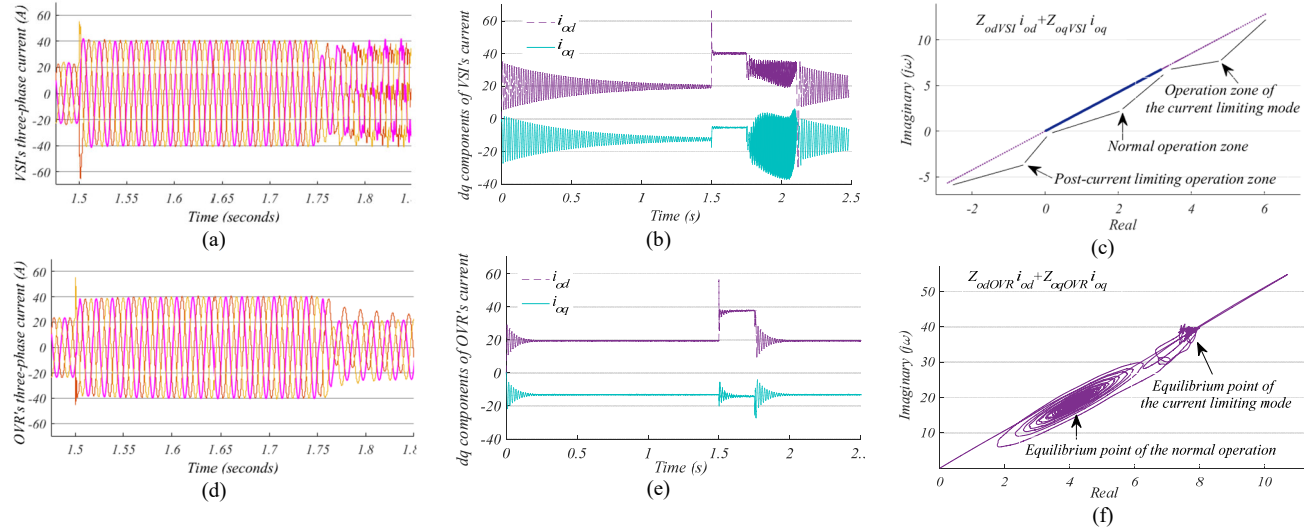 VSI's three-phase current (A)
60
40
20
0
-20
-40
-60
1.5
1.55
1.6
1.65
1.7
1.75
1.8
1.
Time (seconds)
(a)
dq components of VSI's current
60
40
20
0
-20
-40
i_od
i_oq
0
0.5
1
1.5
2
2.5
Time (s)
(b)
Imaginary (jω)
10
5
0
-5
Z_odVSI i_od+Z_oqVSI i_oq
Operation zone of
the current limiting mode
Normal operation zone
Post-current limiting operation zone
-2
0
2
4
6
Real
(c)
OVR's three-phase current (A)
60
40
20
0
-20
-40
-60
1.5
1.55
1.6
1.65
1.7
1.75
1.8
1.
Time (seconds)
(d)
dq components of OVR's current
60
40
20
0
-20
-40
i_od
i_oq
0
0.5
1
1.5
2
2..
Time (s)
(e)
Imaginary (jω)
50
40
30
20
10
Z_odOVR i_od+Z_oqOVR i_oq
Equilibrium point of
the current limiting mode
Equilibrium point of the normal operation
0
2
4
6
8
10
Real
(f)